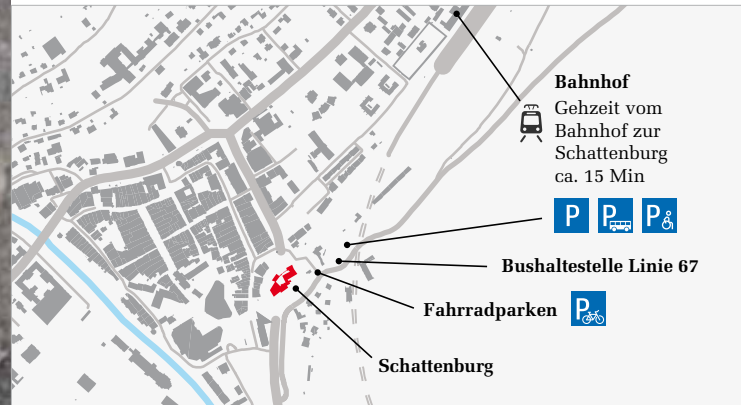 Bahnhof
Gehzeit vom
Bahnhof zur
Schattenburg
ca. 15 Min
P P P
Bushaltestelle Linie 67
Fahrradparken P
Schattenburg